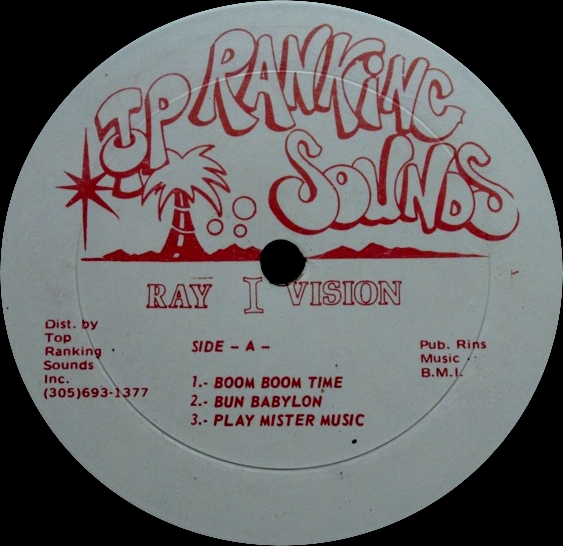 TOP RANKING
SOUNDS
RAY I VISION
Dist. by
Top
Ranking
Sounds
Inc.
(305)693-1377
SIDE - A -
1.- BOOM BOOM TIME
2.- BUN BABYLON
3.- PLAY MISTER MUSIC
Pub. Rins
Music
B.M.I.